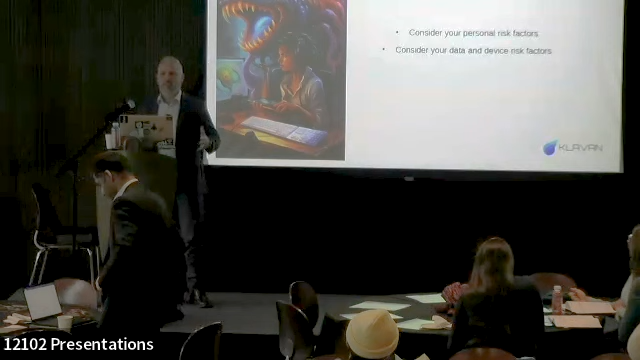 Consider your personal risk factors
Consider your data and device risk factors
KLAVAN
12102 Presentations